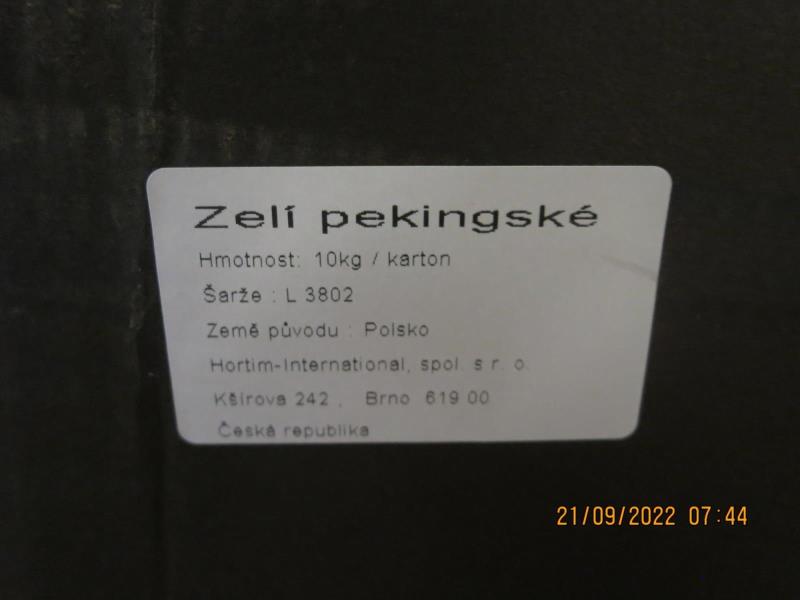 Zelí pekingské
Hmotnost: 10kg / karton
Šarže : L 3802
Země původu : Polsko
Hortim-International, spol. s r. o.
Kšírova 242 , Brno 619 00
Česká republika
21/09/2022 07:44